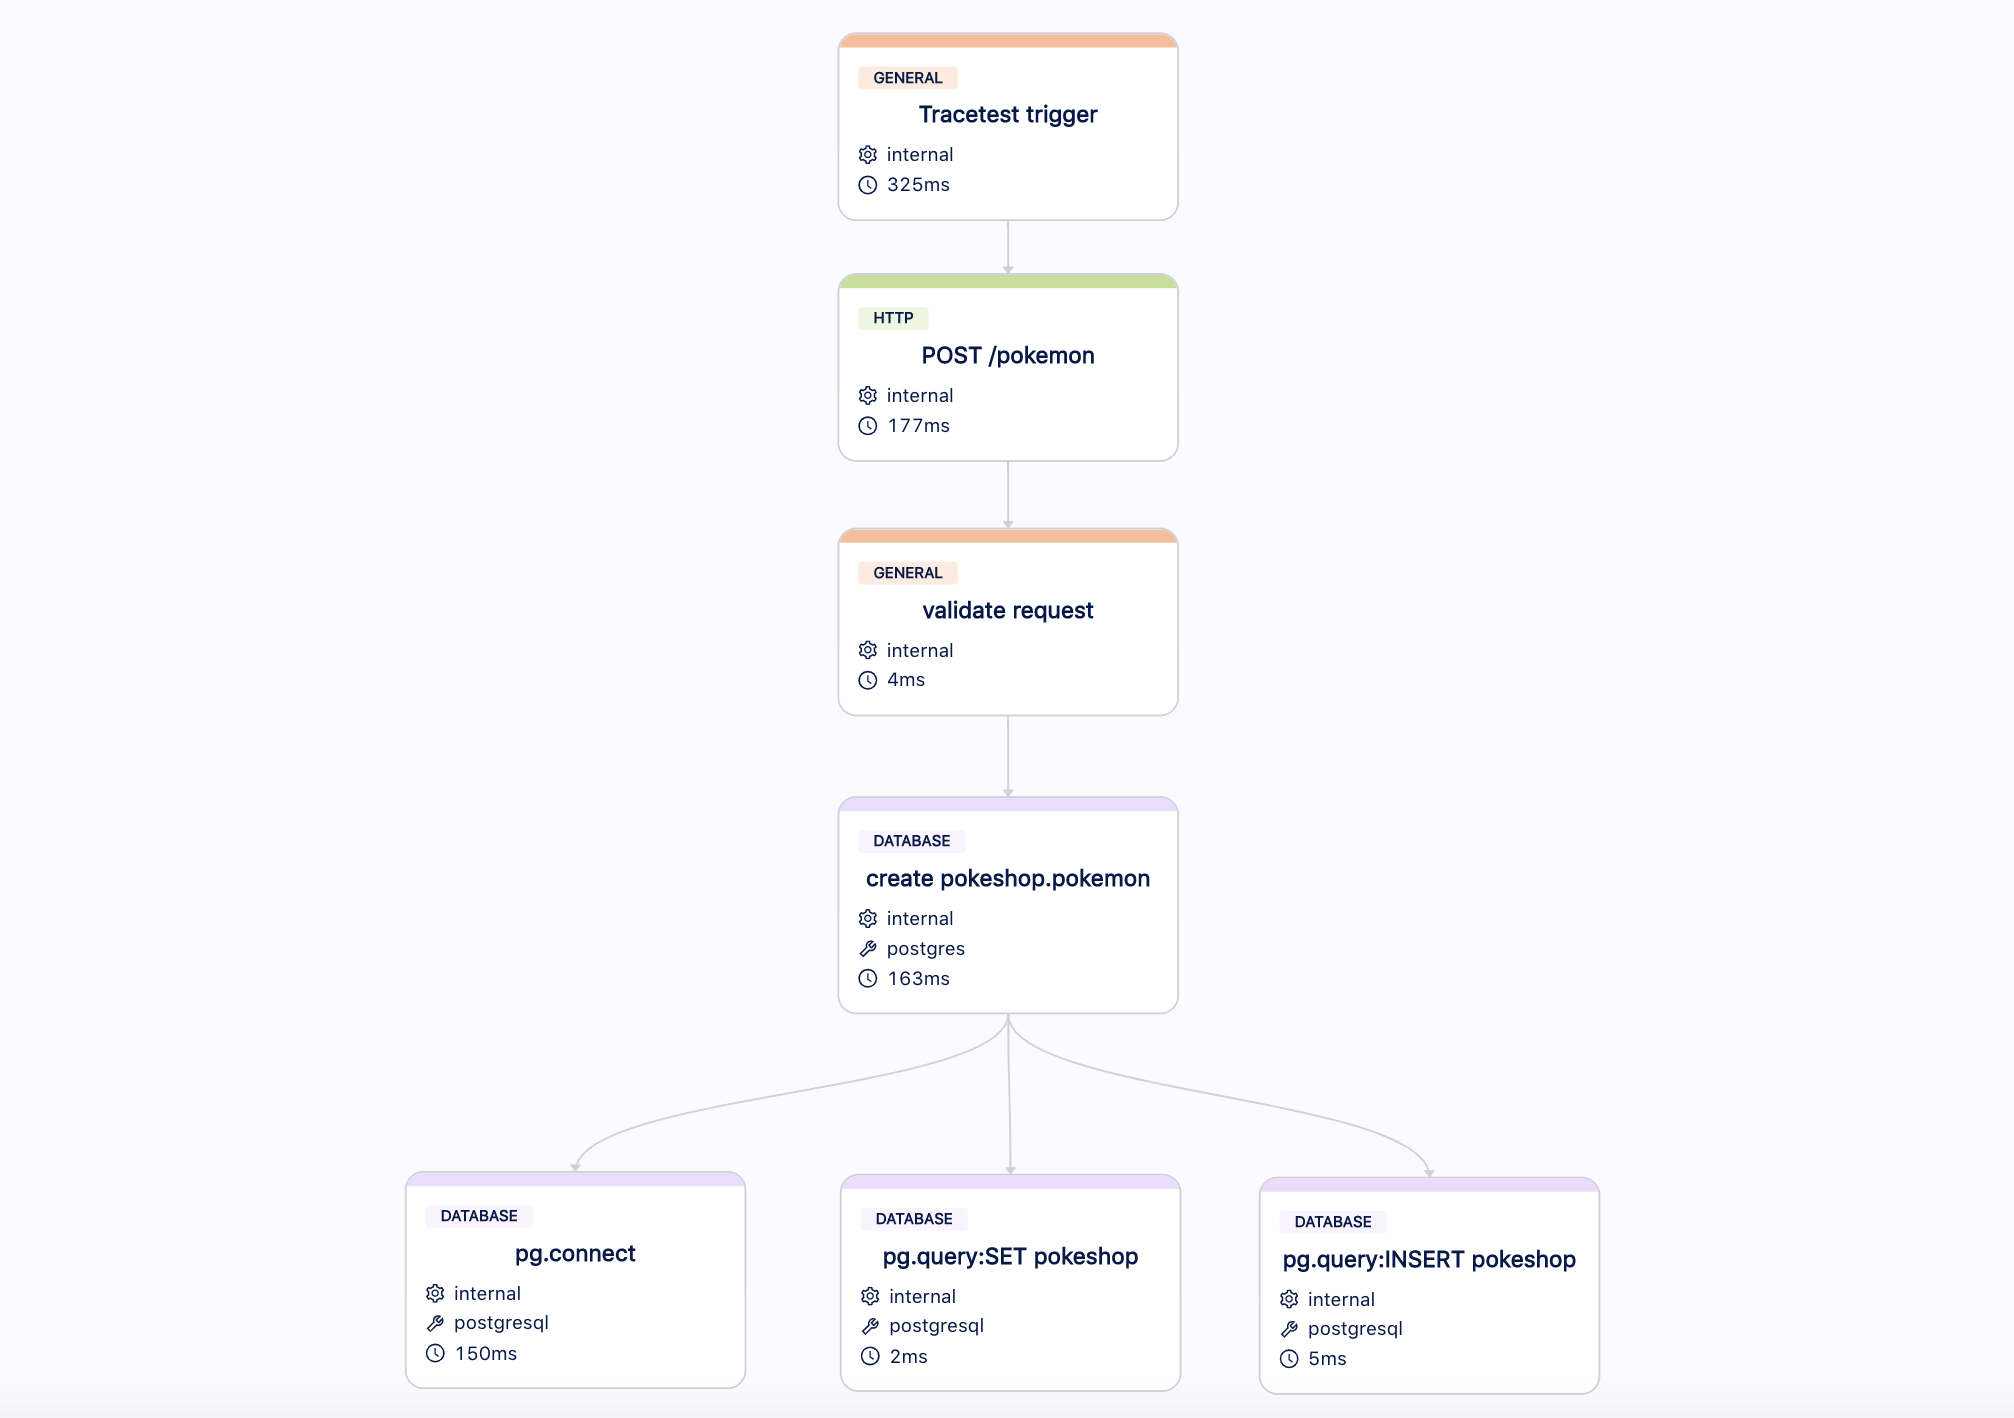 GENERAL
Tracetest trigger
internal
325ms
HTTP
POST /pokemon
internal
177ms
GENERAL
validate request
internal
4ms
DATABASE
create pokeshop.pokemon
internal
postgres
163ms
DATABASE
pg.connect
internal
postgresql
150ms
DATABASE
pg.query:SET pokeshop
internal
postgresql
2ms
DATABASE
pg.query:INSERT pokeshop
internal
postgresql
5ms